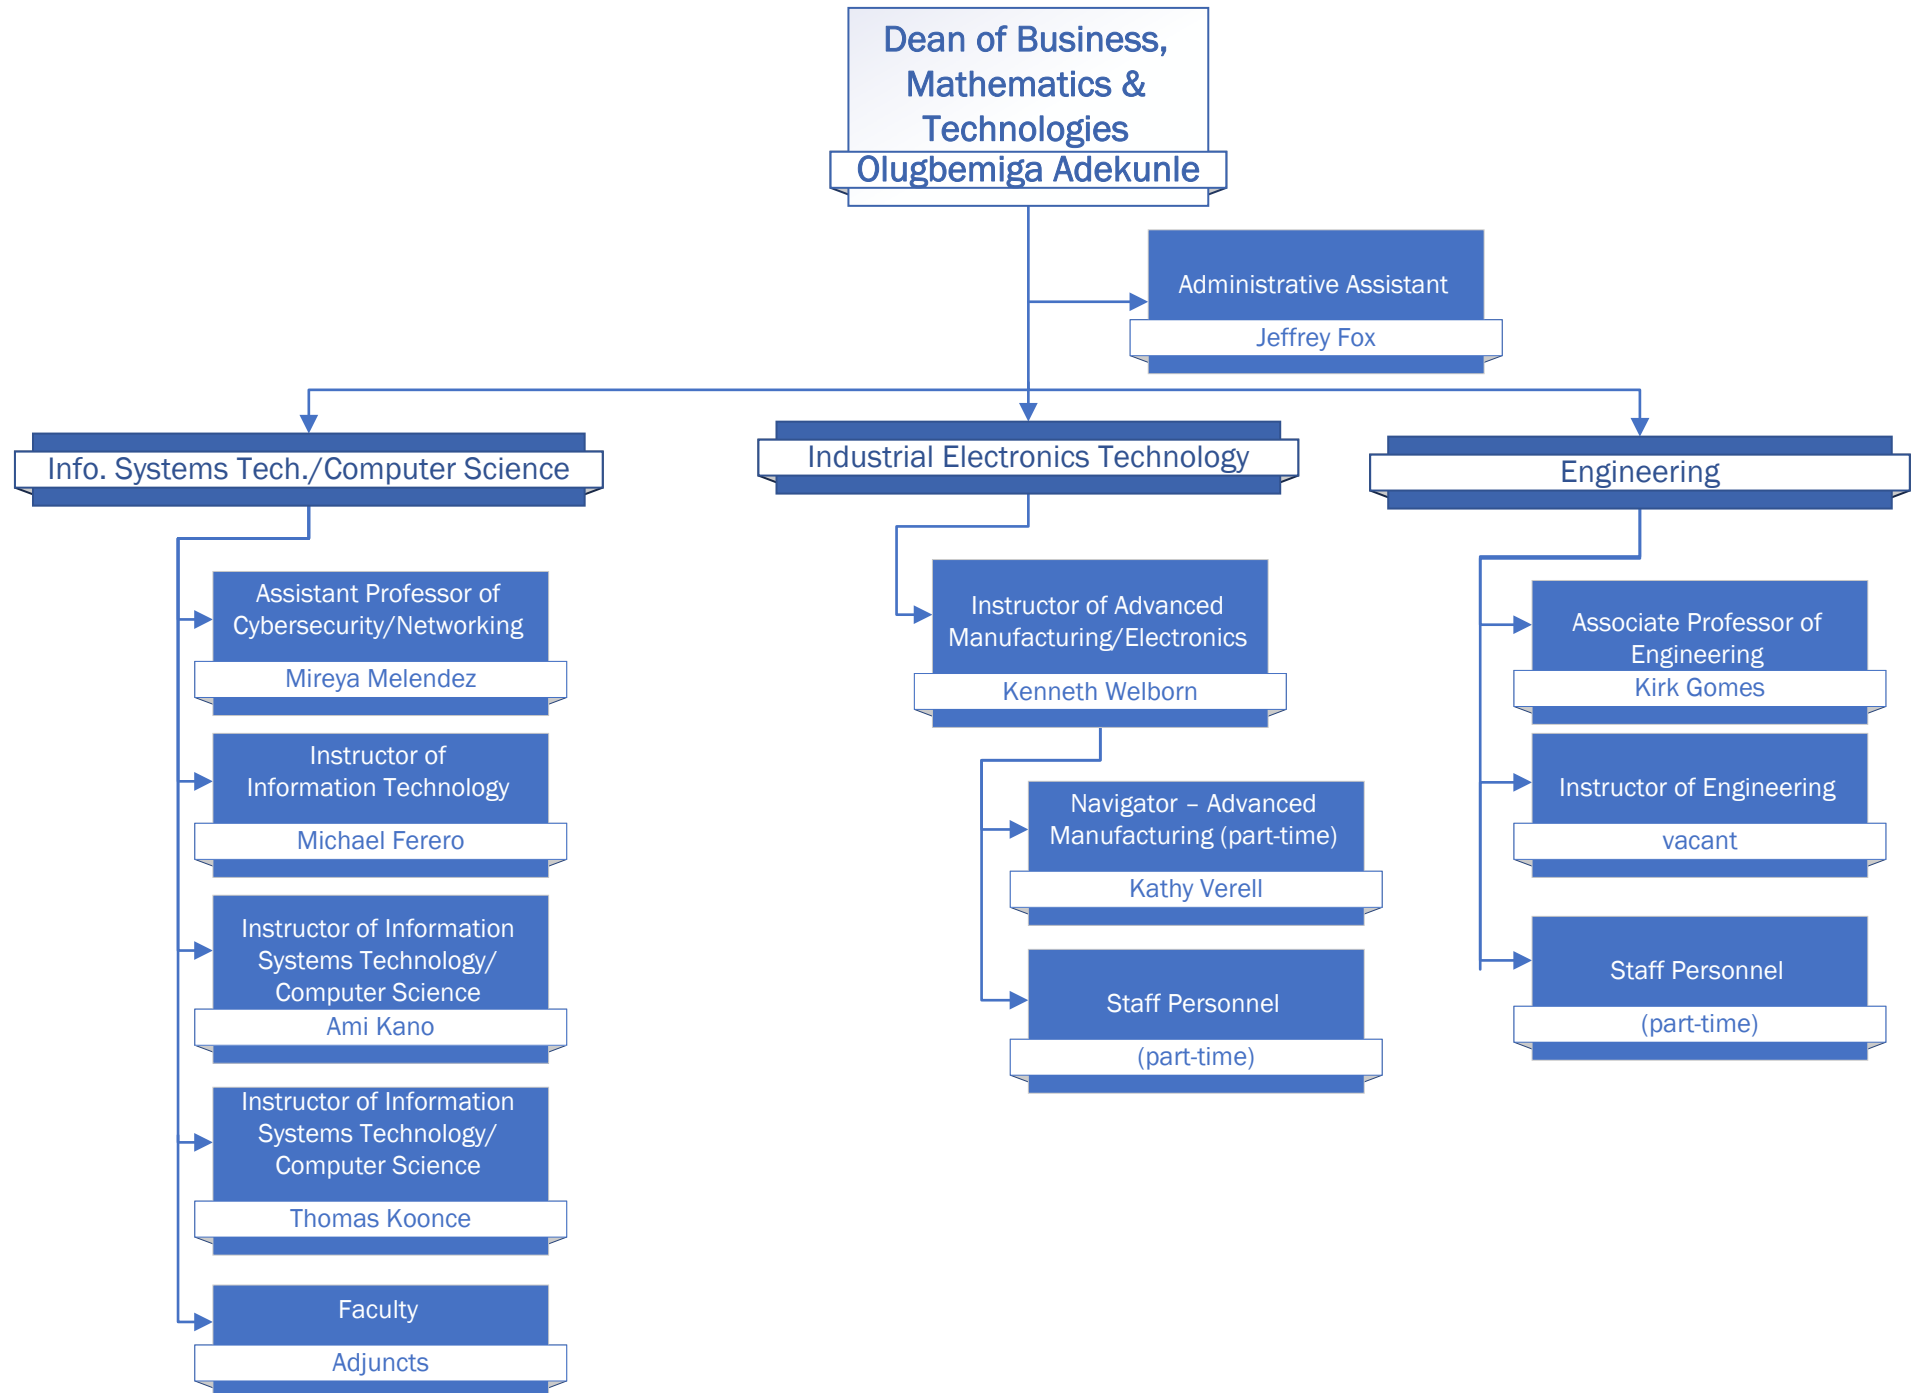 Dean of Business,
Mathematics &
Technologies
Olugbemiga Adekunle
Administrative Assistant
Jeffrey Fox
Info. Systems Tech./Computer Science
Assistant Professor of
Cybersecurity/Networking
Mireya Melendez
Instructor of
Information Technology
Michael Ferero
Instructor of Information
Systems Technology/
Computer Science
Ami Kano
Instructor of Information
Systems Technology/
Computer Science
Thomas Koonce
Faculty
Adjuncts
Industrial Electronics Technology
Instructor of Advanced
Manufacturing/Electronics
Kenneth Welborn
Navigator – Advanced
Manufacturing (part-time)
Kathy Verell
Staff Personnel
(part-time)
Engineering
Associate Professor of
Engineering
Kirk Gomes
Instructor of Engineering
vacant
Staff Personnel
(part-time)